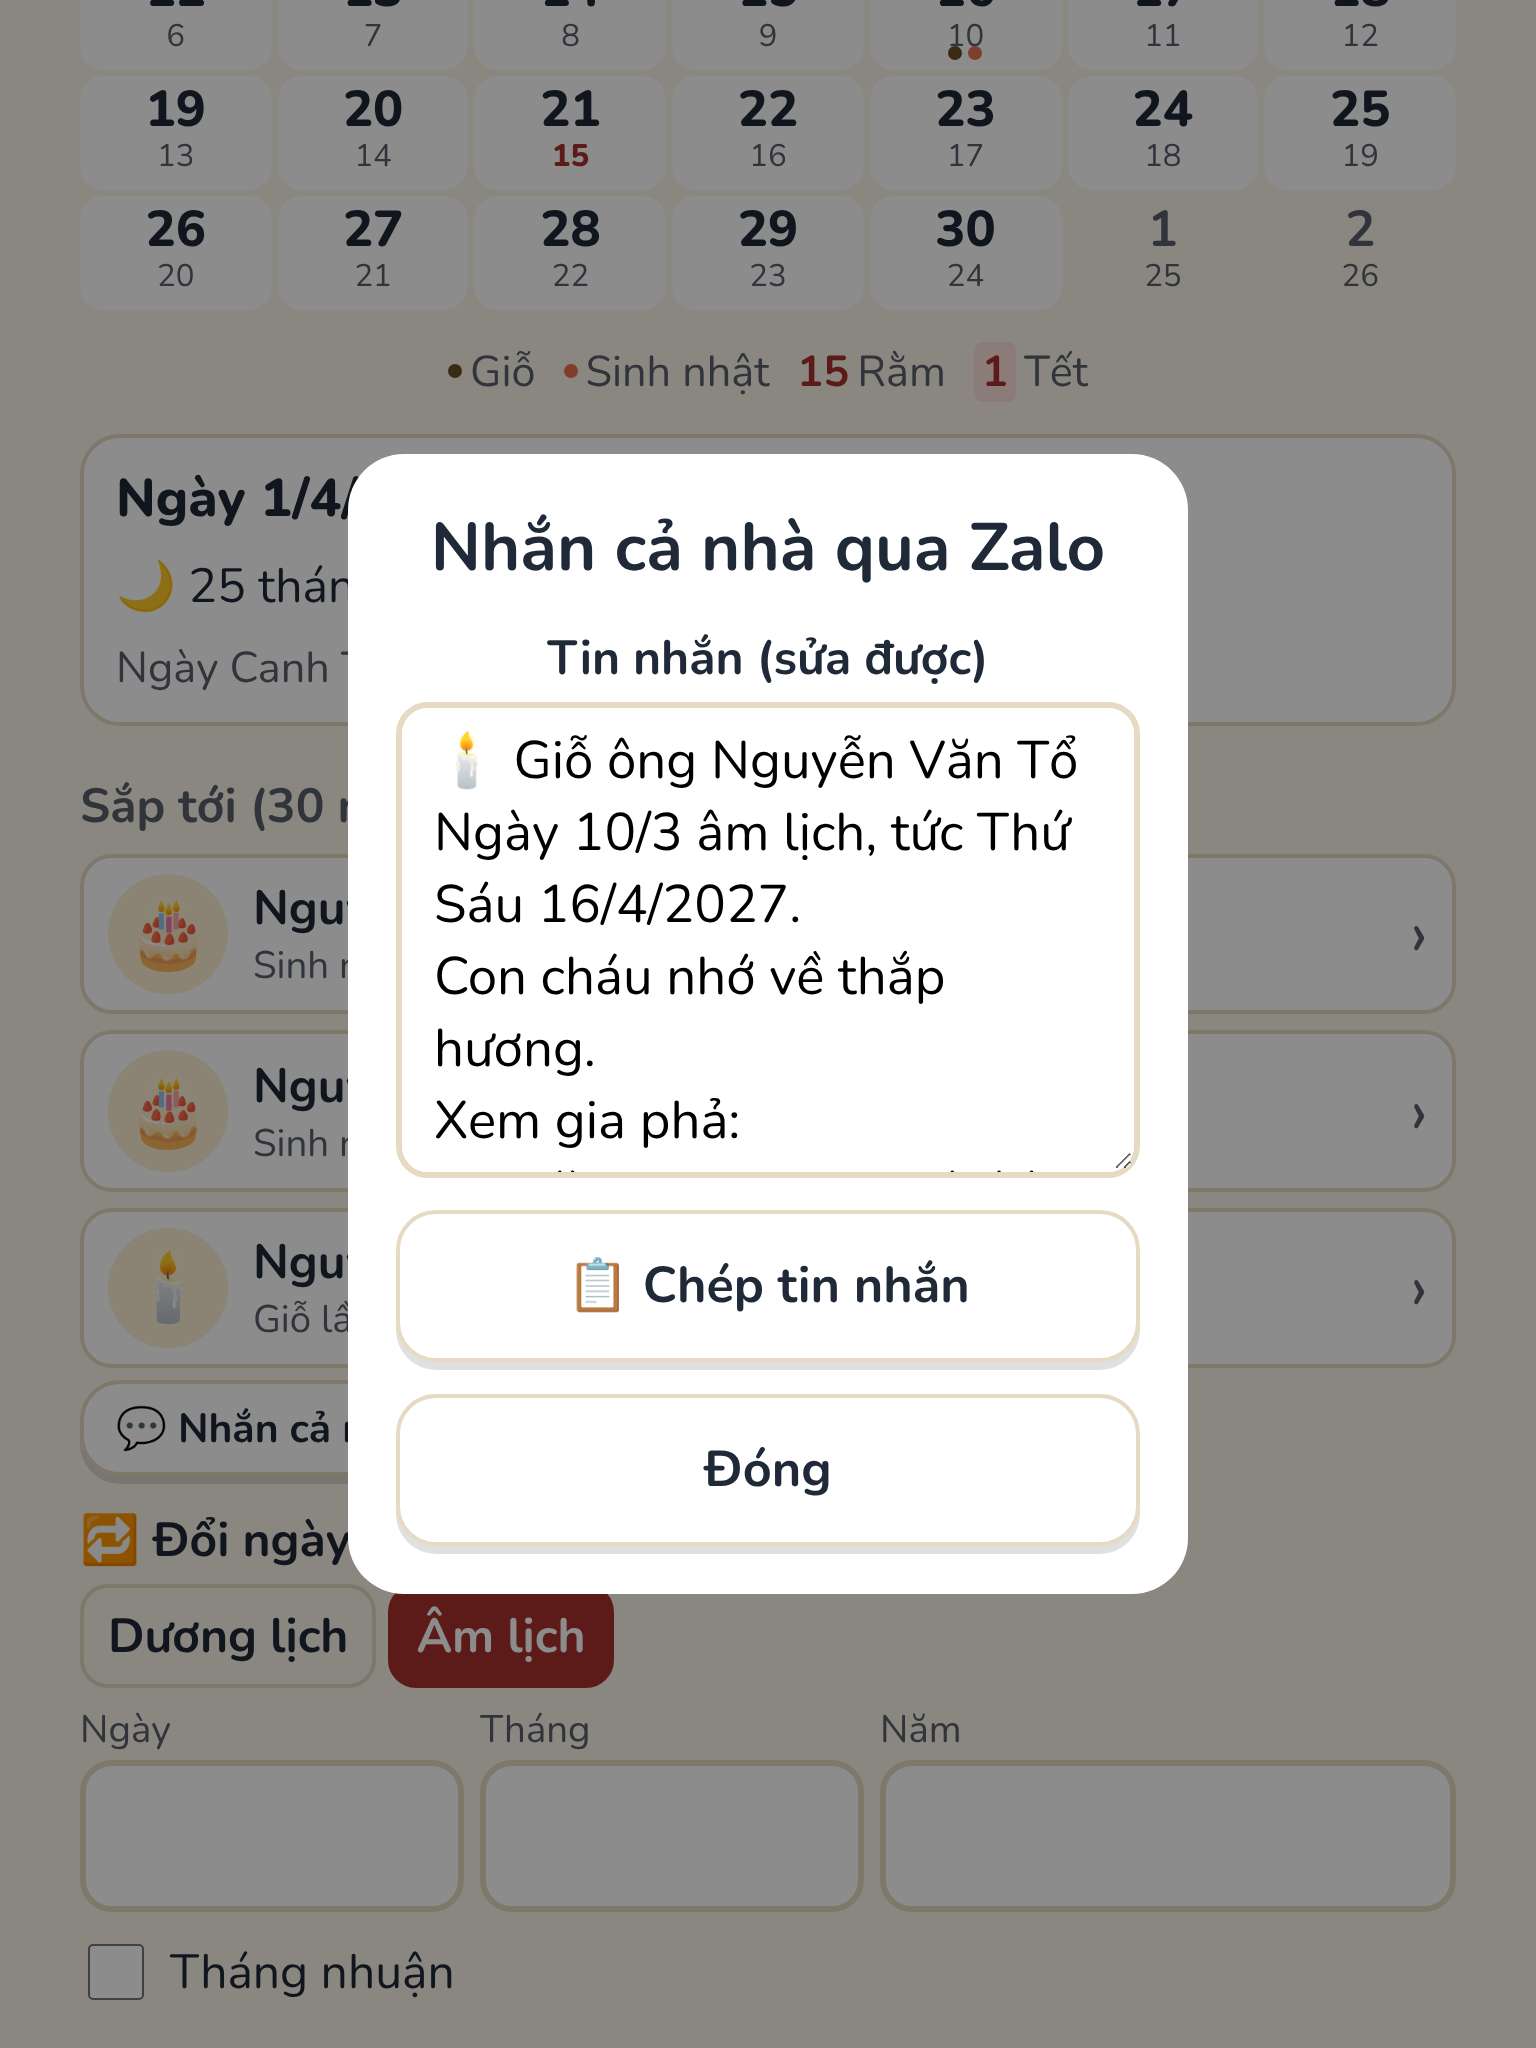 6 7 8 9 10 11 12
19 20 21 22 23 24 25
13 14 15 16 17 18 19
26 27 28 29 30 1 2
20 21 22 23 24 25 26
Giỗ Sinh nhật 15 Rằm 1 Tết
Ngày 1/4/
25
Ngày Canh
Sắp tới (30
Sinh
Sinh
Giỗ
Nhắn cả
Nhắn cả nhà qua Zalo
Tin nhắn (sửa được)
🕯️ Giỗ ông Nguyễn Văn Tổ
Ngày 10/3 âm lịch, tức Thứ
Sáu 16/4/2027.
Con cháu nhớ về thắp
hương.
Xem gia phả:
📋 Chép tin nhắn
Đóng
🔁 Đổi ngày
Dương lịch Âm lịch
Ngày Tháng Năm
Tháng nhuận